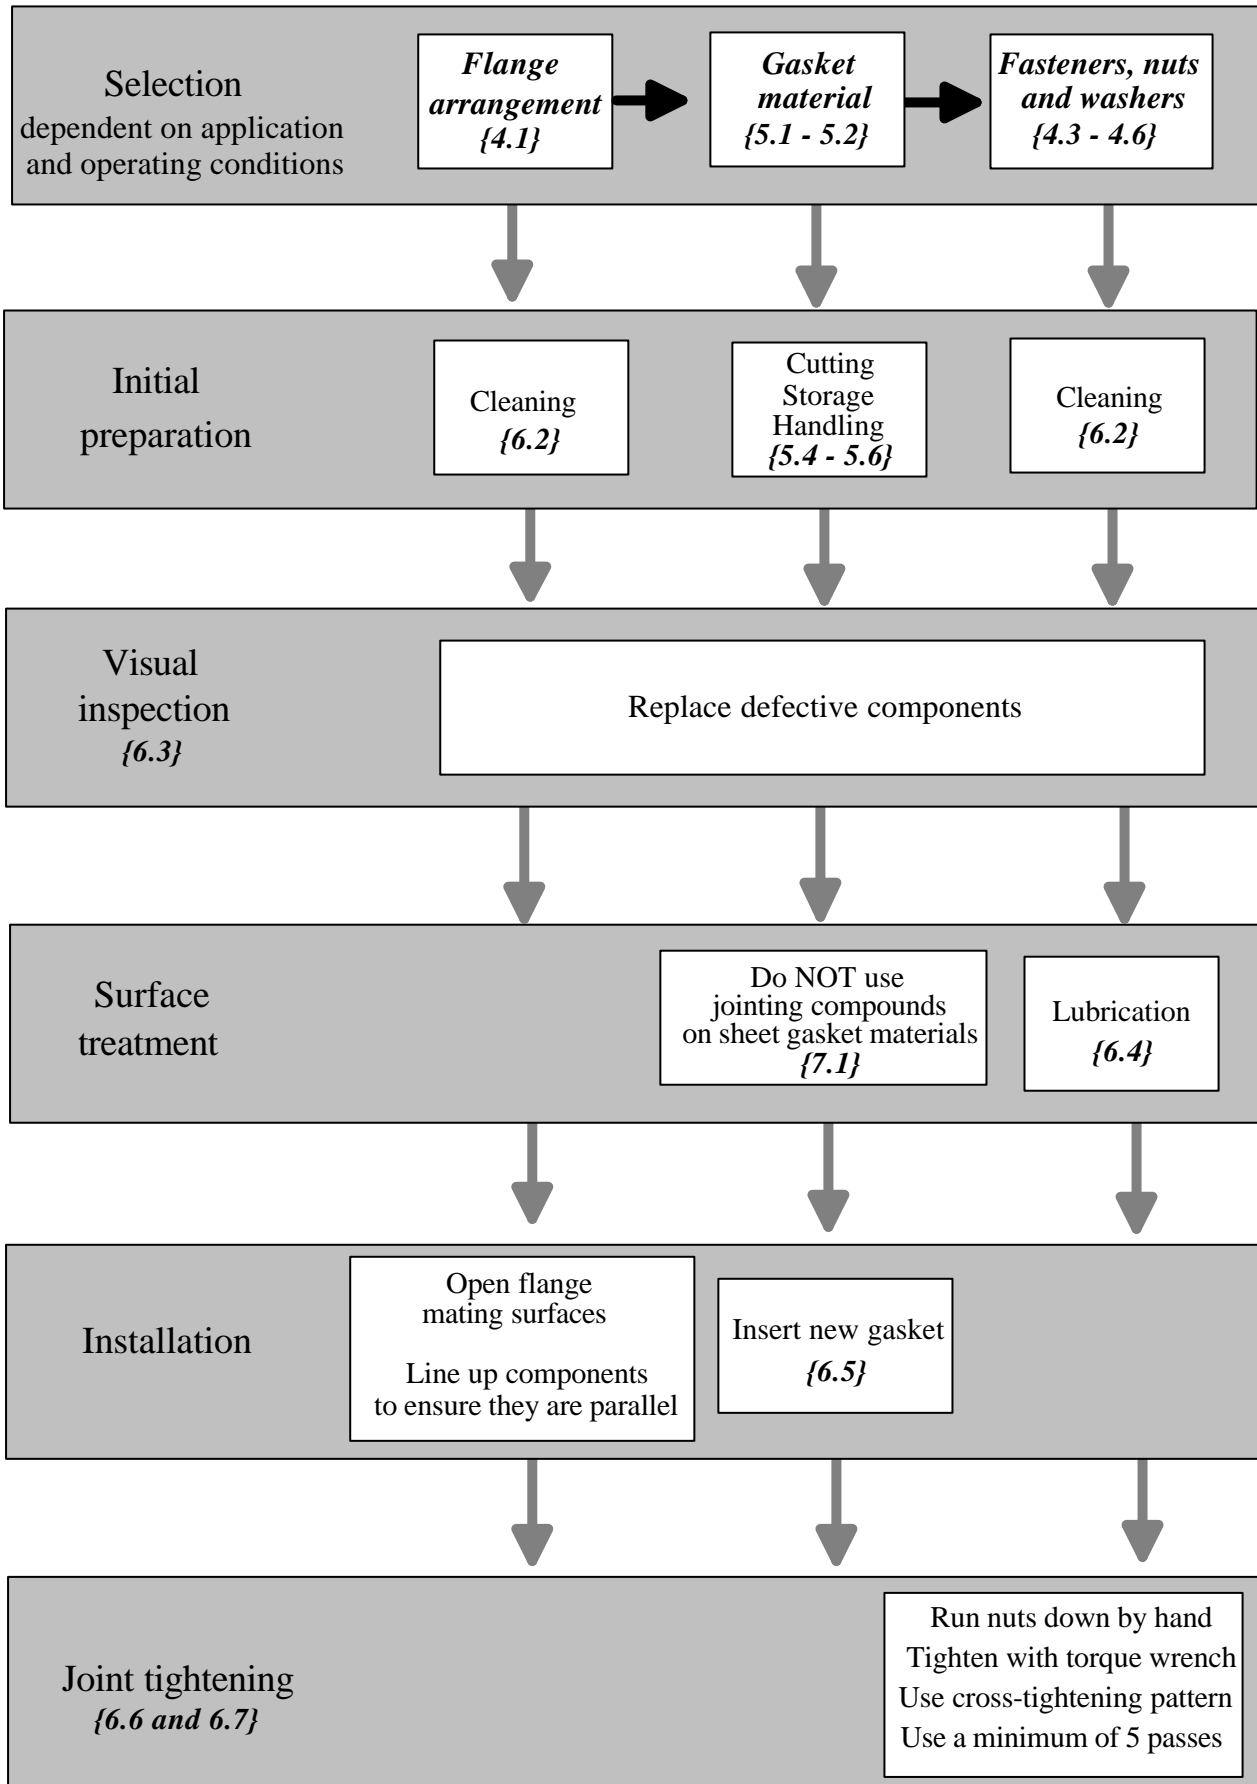 Selection
dependent on application
and operating conditions
Flange
arrangement
{4.1}
Gasket
material
{5.1 - 5.2}
Fasteners, nuts
and washers
{4.3 - 4.6}
Initial
preparation
Cleaning
{6.2}
Cutting
Storage
Handling
{5.4 - 5.6}
Cleaning
{6.2}
Visual
inspection
{6.3}
Replace defective components
Surface
treatment
Do NOT use
jointing compounds
on sheet gasket materials
{7.1}
Lubrication
{6.4}
Installation
Open flange
mating surfaces
Line up components
to ensure they are parallel
Insert new gasket
{6.5}
Joint tightening
{6.6 and 6.7}
Run nuts down by hand
Tighten with torque wrench
Use cross-tightening pattern
Use a minimum of 5 passes